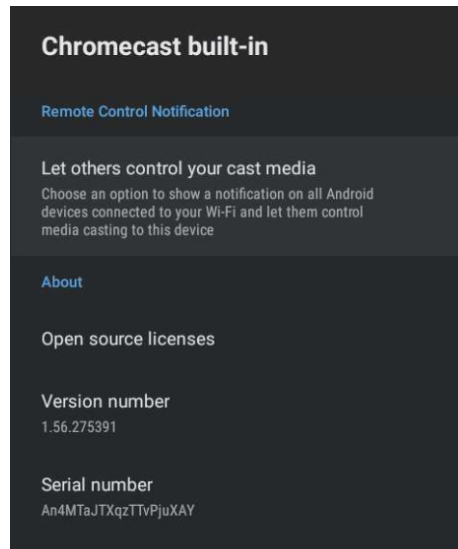 Chromecast built-in
Remote Control Notification
Let others control your cast media
Choose an option to show a notification on all Android
devices connected to your Wi-Fi and let them control
media casting to this device
About
Open source licenses
Version number
1.56.275391
Serial number
An4MTaJTXqzTTvPjuXAY